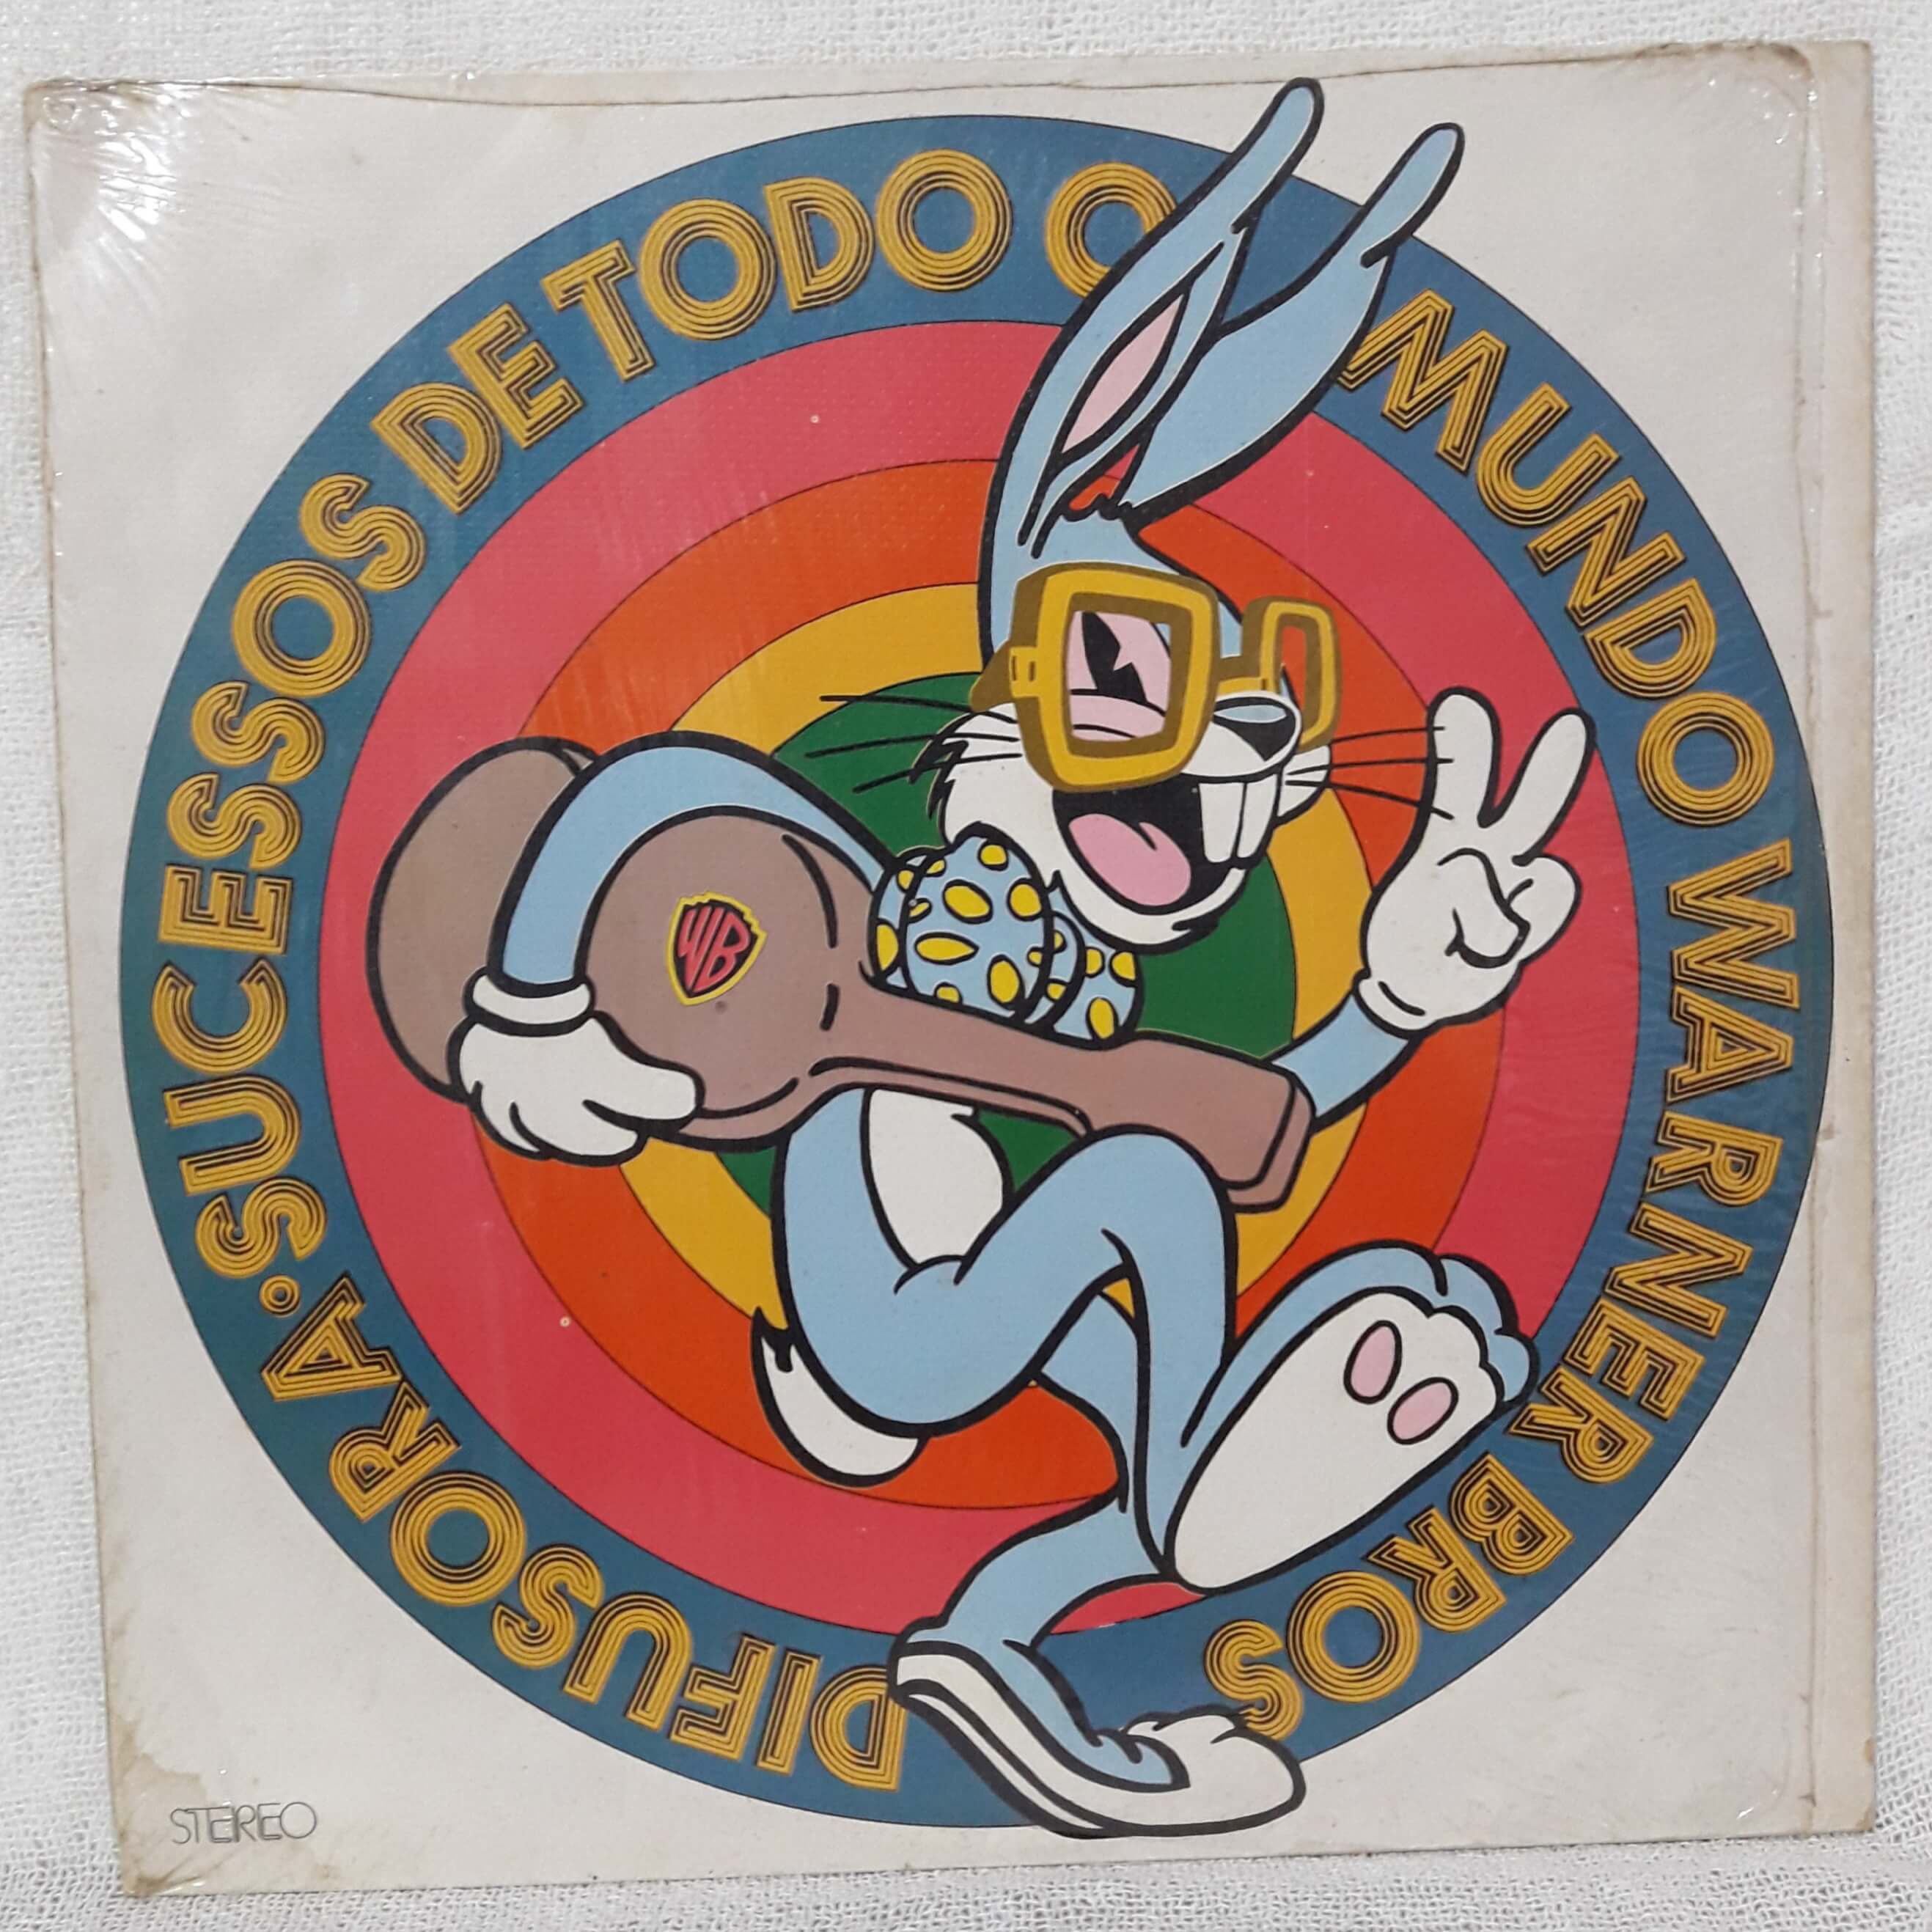 DIFUSORA · SUCESSOS DE TODO O MUNDO WARNER BROS
WB
STEREO